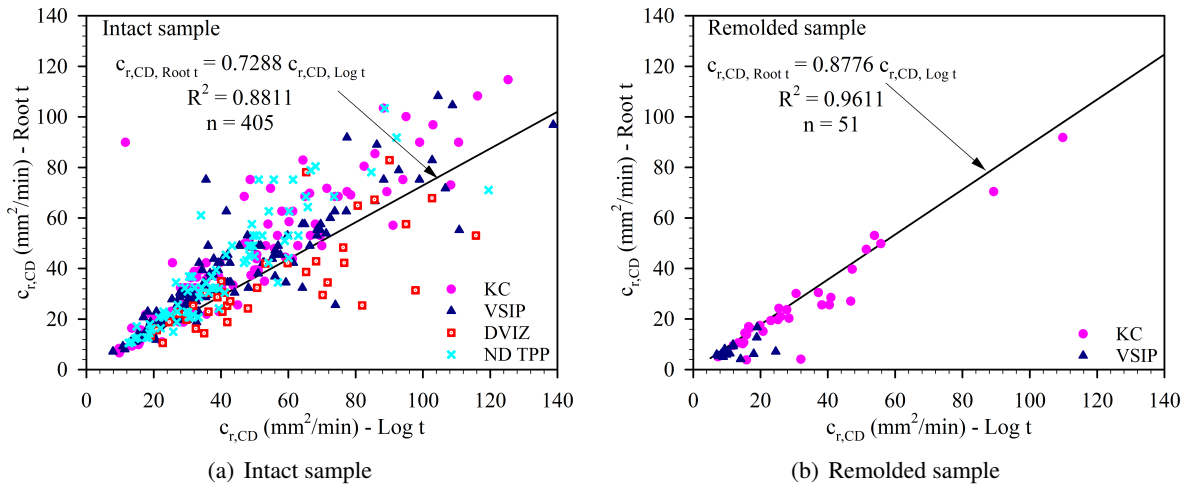 Intact sample
c_r,CD, Root t = 0.7288 c_r,CD, Log t
R² = 0.8811
n = 405
140
120
100
80
60
40
20
0
c_r,CD (mm²/min) - Root t
KC
VSIP
DVIZ
ND TPP
0 20 40 60 80 100 120 140
c_r,CD (mm²/min) - Log t
(a) Intact sample
Remolded sample
c_r,CD, Root t = 0.8776 c_r,CD, Log t
R² = 0.9611
n = 51
140
120
100
80
60
40
20
0
c_r,CD (mm²/min) - Root t
KC
VSIP
0 20 40 60 80 100 120 140
c_r,CD (mm²/min) - Log t
(b) Remolded sample